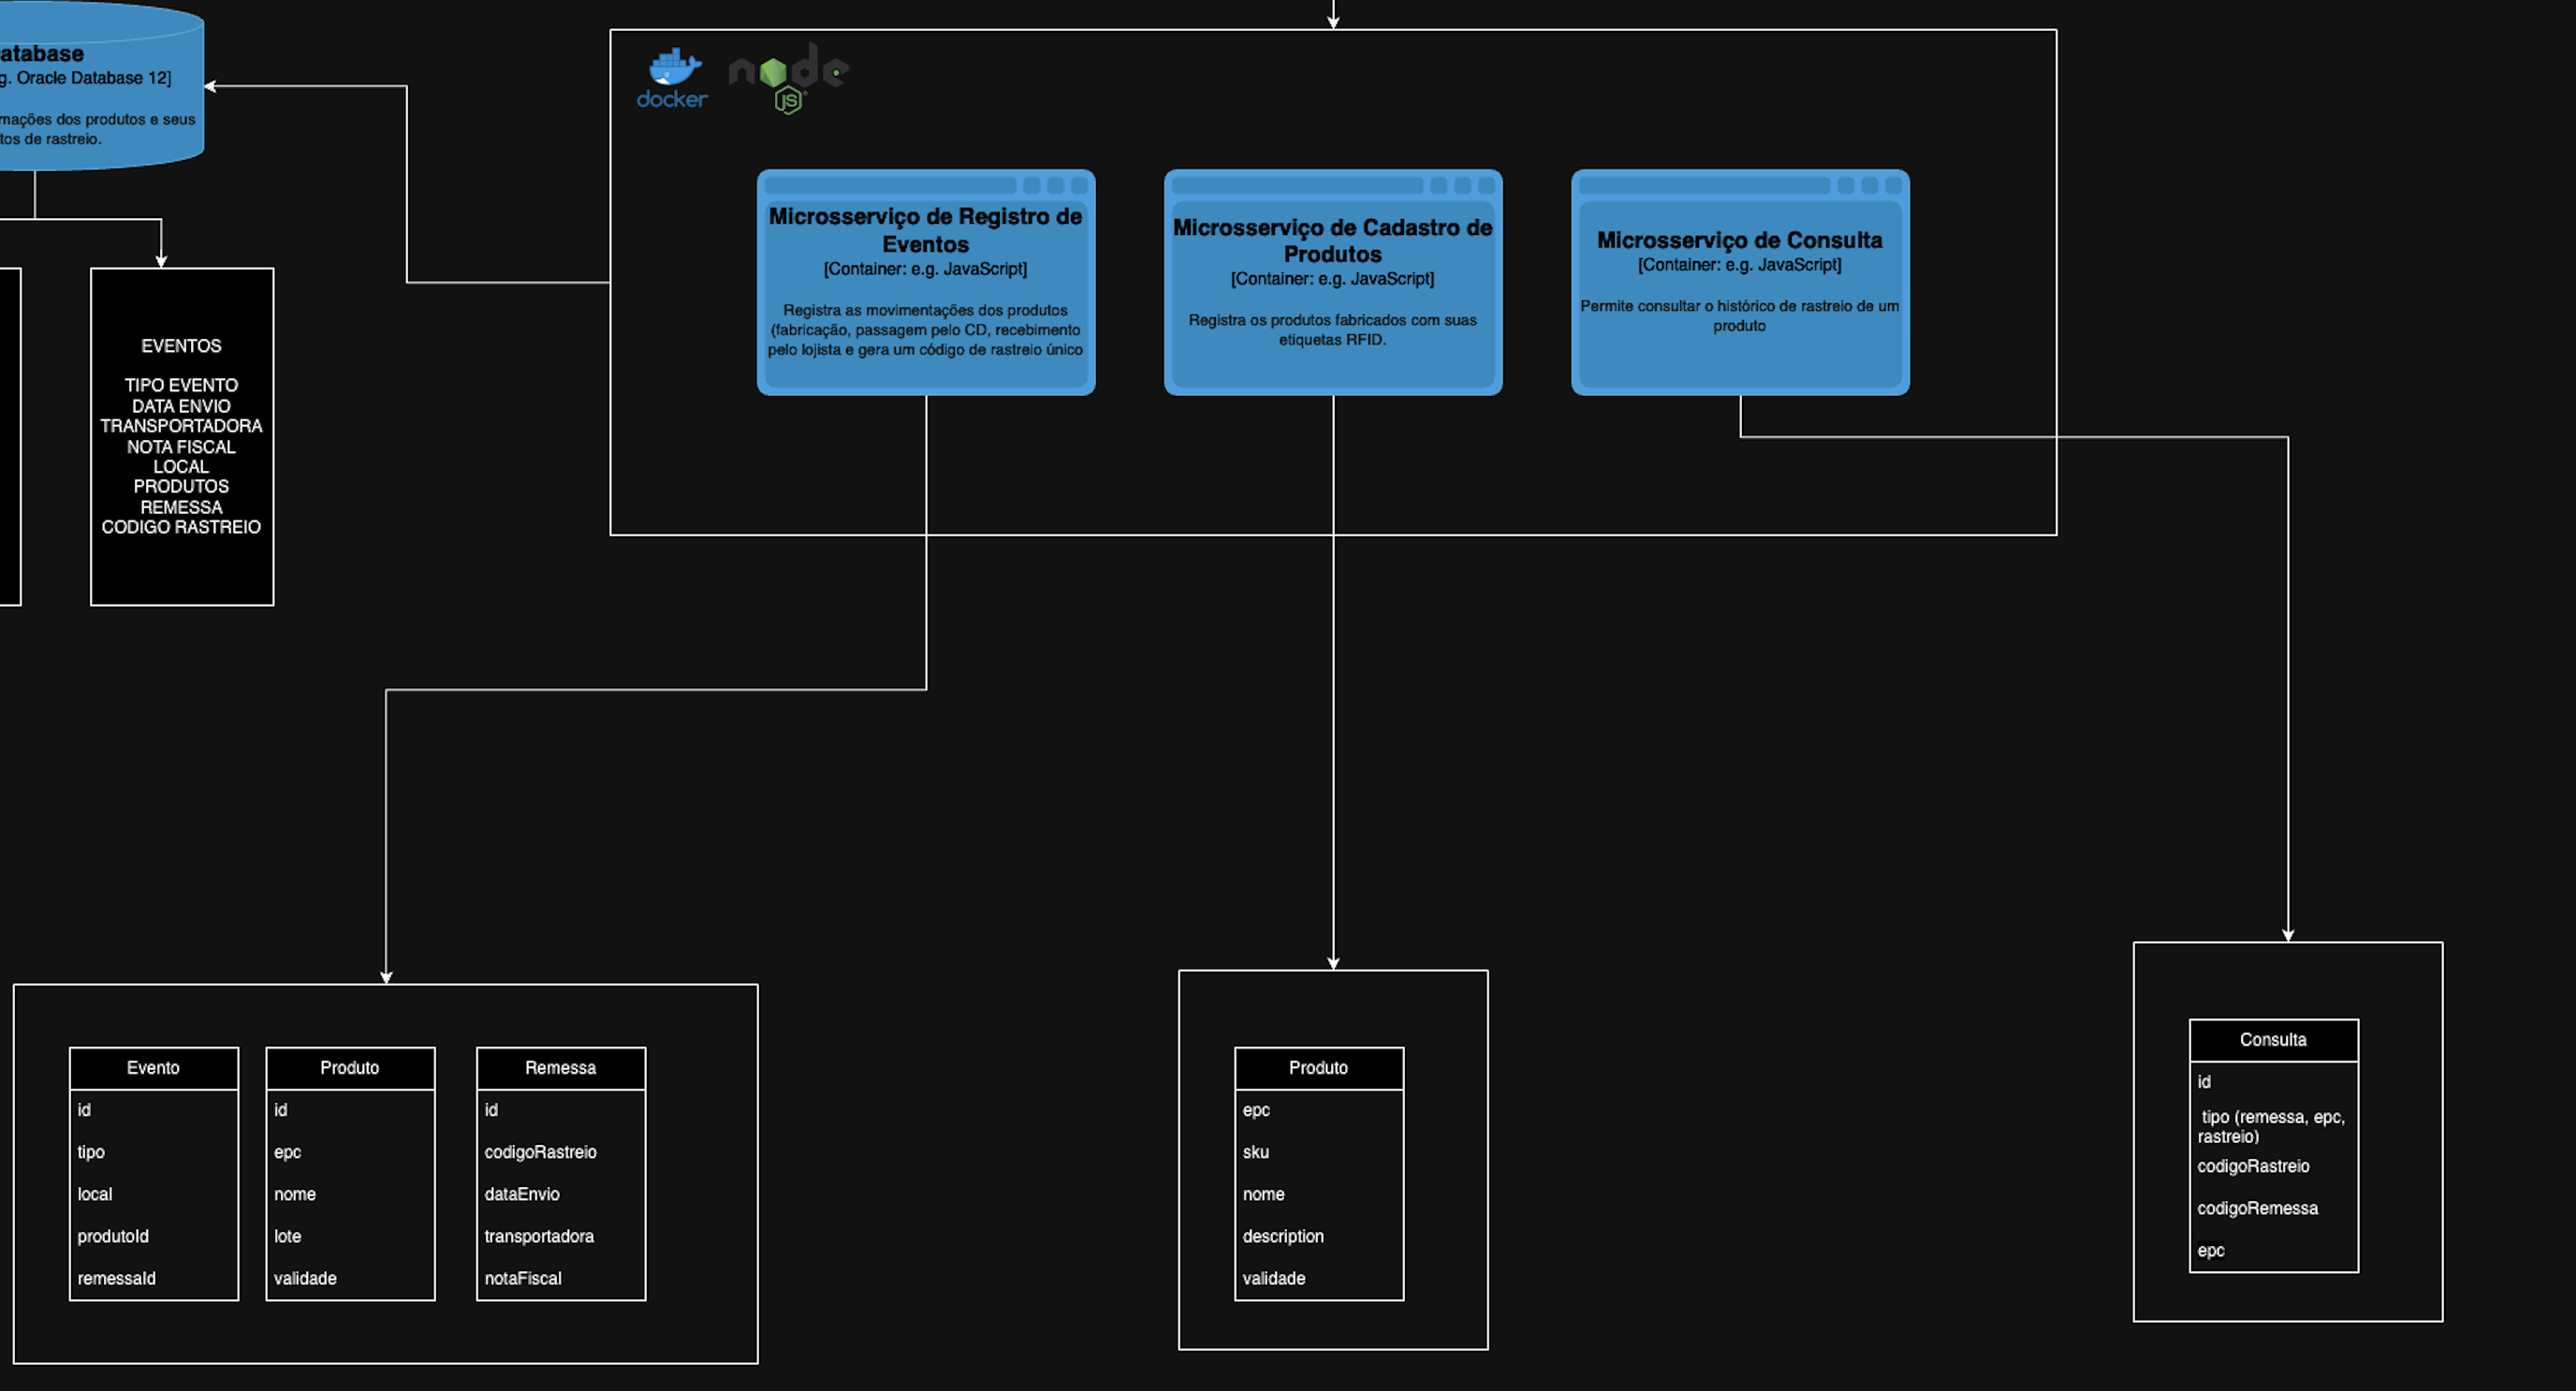 atabase
g. Oracle Database 12]
mações dos produtos e seus
tos de rastreio.
docker
node
JS
Microsserviço de Registro de
Eventos
[Container: e.g. JavaScript]
Registra as movimentações dos produtos
(fabricação, passagem pelo CD, recebimento
pelo lojista e gera um código de rastreio único
Microsserviço de Cadastro de
Produtos
[Container: e.g. JavaScript]
Registra os produtos fabricados com suas
etiquetas RFID.
Microsserviço de Consulta
[Container: e.g. JavaScript]
Permite consultar o histórico de rastreio de um
produto
EVENTOS
TIPO EVENTO
DATA ENVIO
TRANSPORTADORA
NOTA FISCAL
LOCAL
PRODUTOS
REMESSA
CODIGO RASTREIO
Evento
id
tipo
local
produtoId
remessaId
Produto
id
epc
nome
lote
validade
Remessa
id
codigoRastreio
dataEnvio
transportadora
notaFiscal
Produto
epc
sku
nome
description
validade
Consulta
id
tipo (remessa, epc,
rastreio)
codigoRastreio
codigoRemessa
epc